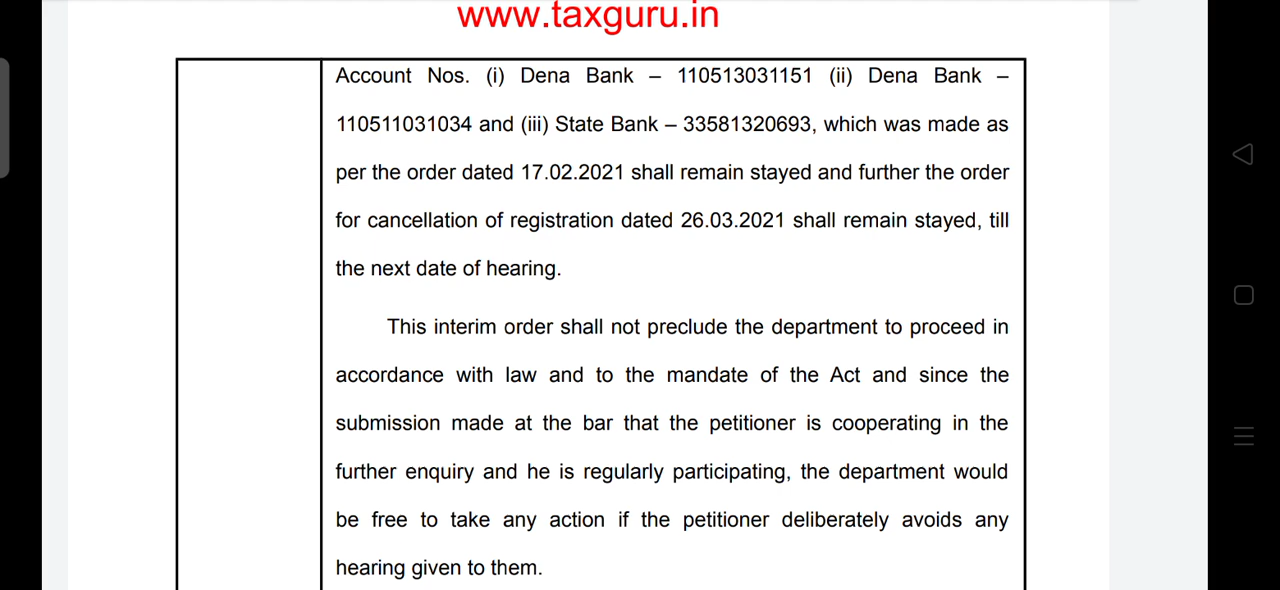 www.taxguru.in
Account Nos. (i) Dena Bank – 110513031151 (ii) Dena Bank –
110511031034 and (iii) State Bank – 33581320693, which was made as
per the order dated 17.02.2021 shall remain stayed and further the order
for cancellation of registration dated 26.03.2021 shall remain stayed, till
the next date of hearing.
This interim order shall not preclude the department to proceed in
accordance with law and to the mandate of the Act and since the
submission made at the bar that the petitioner is cooperating in the
further enquiry and he is regularly participating, the department would
be free to take any action if the petitioner deliberately avoids any
hearing given to them.